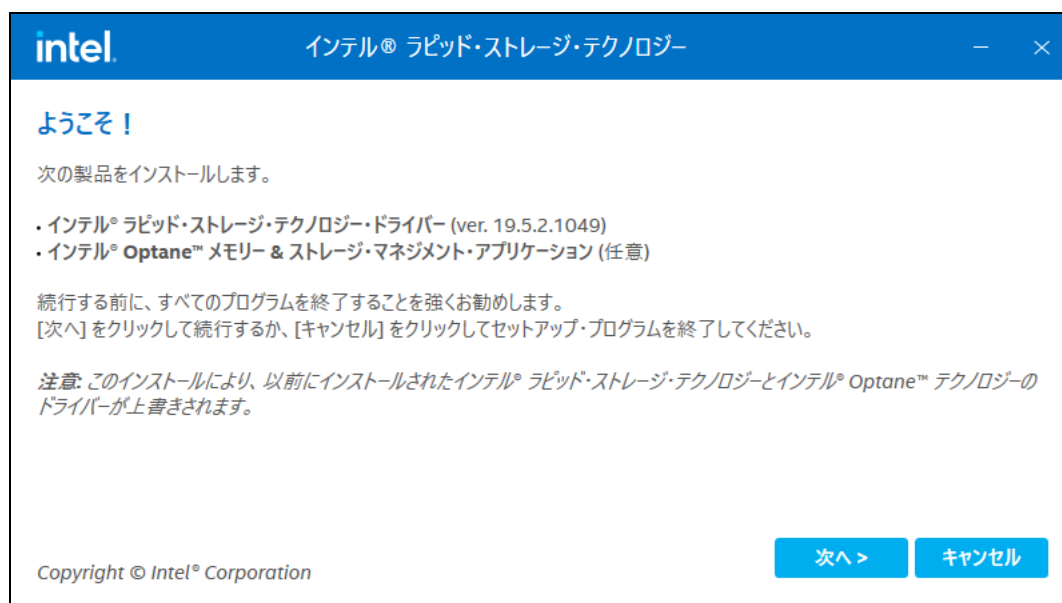 intel.
インテル® ラピッド・ストレージ・テクノロジー
ようこそ！
次の製品をインストールします。
• インテル® ラピッド・ストレージ・テクノロジー・ドライバー (ver. 19.5.2.1049)
• インテル® Optane™ メモリー & ストレージ・マネジメント・アプリケーション (任意)
続行する前に、すべてのプログラムを終了することを強くお勧めします。
[次へ] をクリックして続行するか、[キャンセル] をクリックしてセットアップ・プログラムを終了してください。
注意: このインストールにより、以前にインストールされたインテル® ラピッド・ストレージ・テクノロジーとインテル® Optane™ テクノロジーの
ドライバーが上書きされます。
次へ >
キャンセル
Copyright © Intel® Corporation